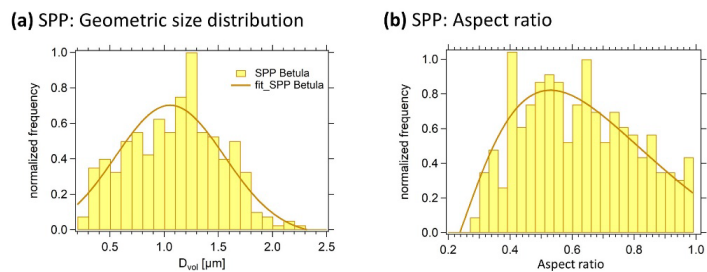 (a) SPP: Geometric size distribution
1.0
0.8
0.6
0.4
0.2
0.0
normalized frequency
SPP Betula
fit_SPP Betula
0.5 1.0 1.5 2.0 2.5
Dvol [µm]
(b) SPP: Aspect ratio
1.0
0.8
0.6
0.4
0.2
0.0
normalized frequency
0.2 0.4 0.6 0.8 1.0
Aspect ratio